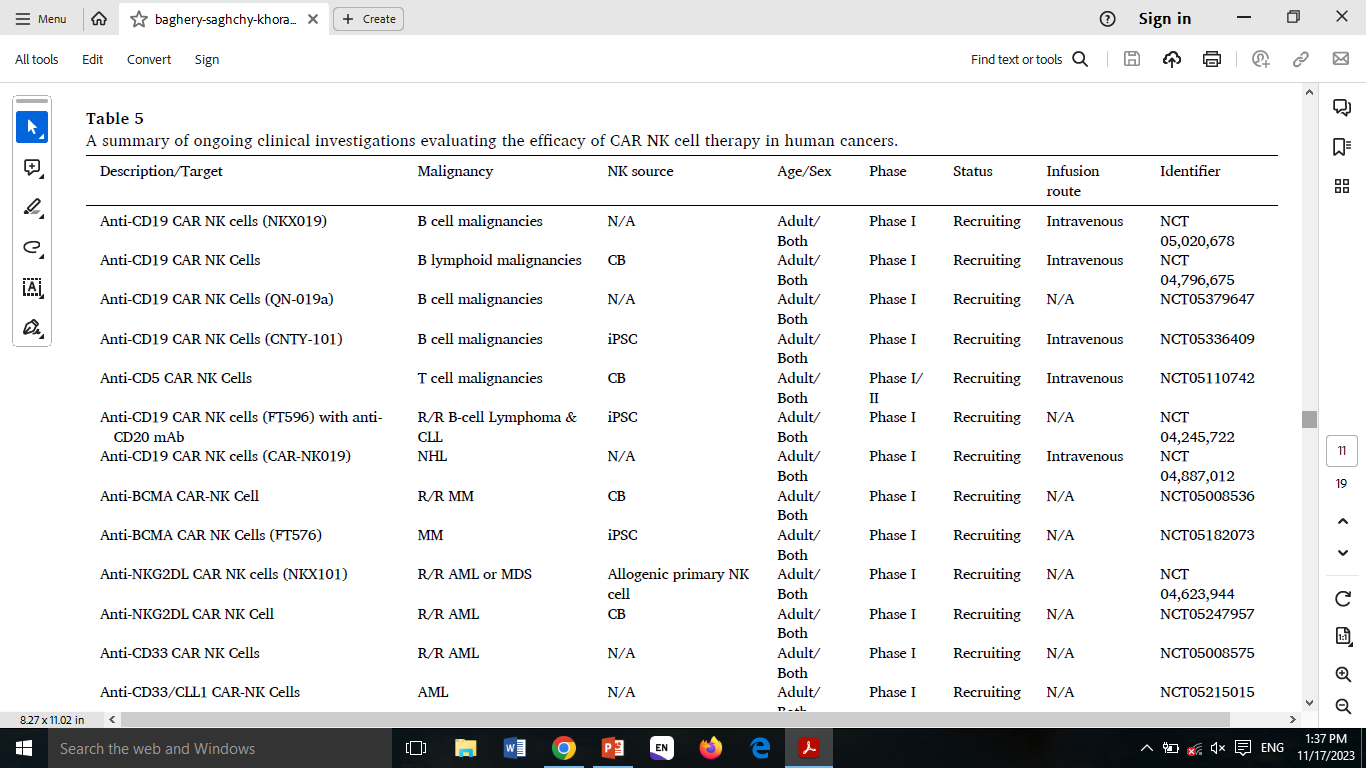 Menu
baghery-saghchy-khora...
Create
Sign in
All tools Edit Convert Sign
Find text or tools
Table 5
A summary of ongoing clinical investigations evaluating the efficacy of CAR NK cell therapy in human cancers.
Description/Target Malignancy NK source Age/Sex Phase Status Infusion Identifier
route
Anti-CD19 CAR NK cells (NKX019) B cell malignancies N/A Adult/ Phase I Recruiting Intravenous NCT
Both 05,020,678
Anti-CD19 CAR NK Cells B lymphoid malignancies CB Adult/ Phase I Recruiting Intravenous NCT
Both 04,796,675
Anti-CD19 CAR NK Cells (QN-019a) B cell malignancies N/A Adult/ Phase I Recruiting N/A NCT05379647
Both
Anti-CD19 CAR NK Cells (CNTY-101) B cell malignancies iPSC Adult/ Phase I Recruiting Intravenous NCT05336409
Both
Anti-CD5 CAR NK Cells T cell malignancies CB Adult/ Phase I/ Recruiting Intravenous NCT05110742
Both II
Anti-CD19 CAR NK cells (FT596) with anti- R/R B-cell Lymphoma & iPSC Adult/ Phase I Recruiting N/A NCT
CD20 mAb CLL Both 04,245,722
Anti-CD19 CAR NK cells (CAR-NK019) NHL N/A Adult/ Phase I Recruiting Intravenous NCT
Both 04,887,012
Anti-BCMA CAR-NK Cell R/R MM CB Adult/ Phase I Recruiting N/A NCT05008536
Both
Anti-BCMA CAR NK Cells (FT576) MM iPSC Adult/ Phase I Recruiting N/A NCT05182073
Both
Anti-NKG2DL CAR NK cells (NKX101) R/R AML or MDS Allogenic primary NK Adult/ Phase I Recruiting N/A NCT
cell Both 04,623,944
Anti-NKG2DL CAR NK Cell R/R AML CB Adult/ Phase I Recruiting N/A NCT05247957
Both
Anti-CD33 CAR NK Cells R/R AML N/A Adult/ Phase I Recruiting N/A NCT05008575
Both
Anti-CD33/CLL1 CAR-NK Cells AML N/A Adult/ Phase I Recruiting N/A NCT05215015
Both
11
19
1:1
8.27 x 11.02 in
Search the web and Windows
EN
ENG
1:37 PM
11/17/2023